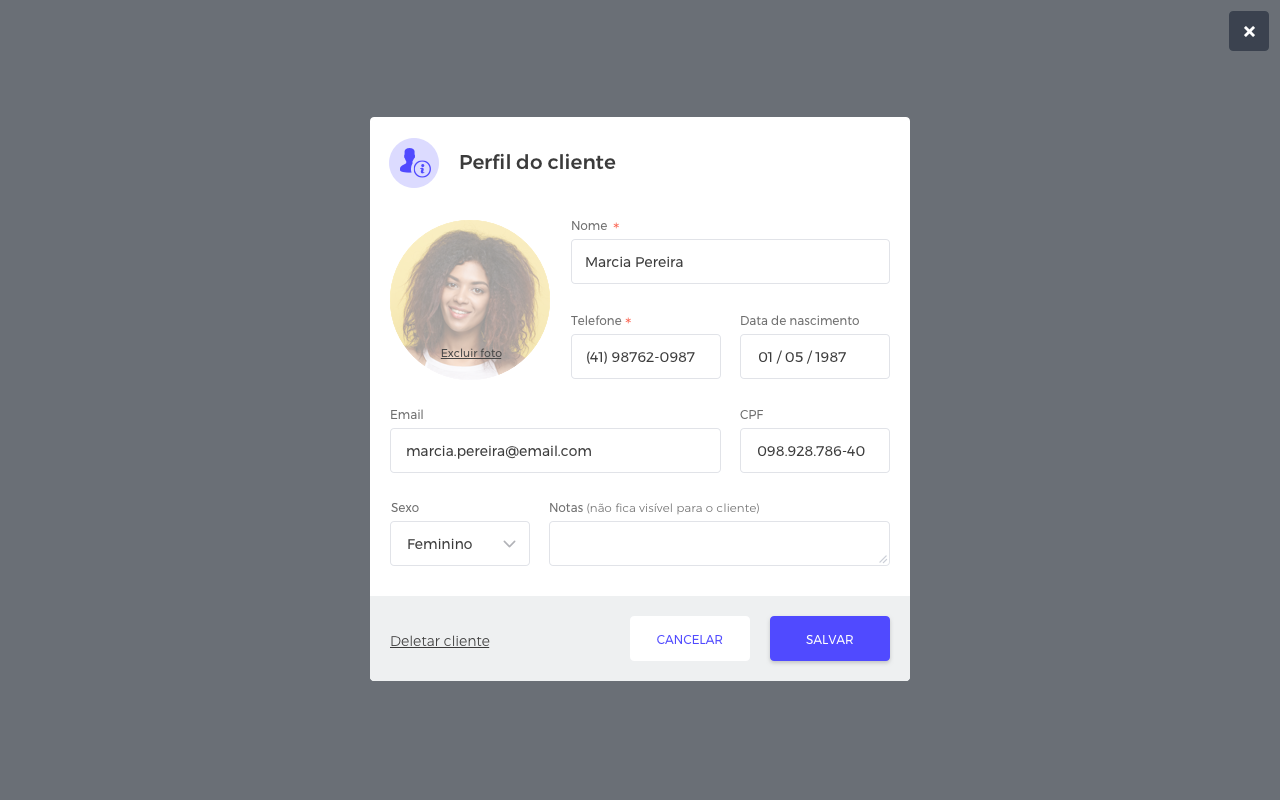 Perfil do cliente
Nome *
Marcia Pereira
Excluir foto
Telefone *
Data de nascimento
(41) 98762-0987
01 / 05 / 1987
Email
CPF
marcia.pereira@email.com
098.928.786-40
Sexo
Notas (não fica visível para o cliente)
Feminino
Deletar cliente
CANCELAR
SALVAR